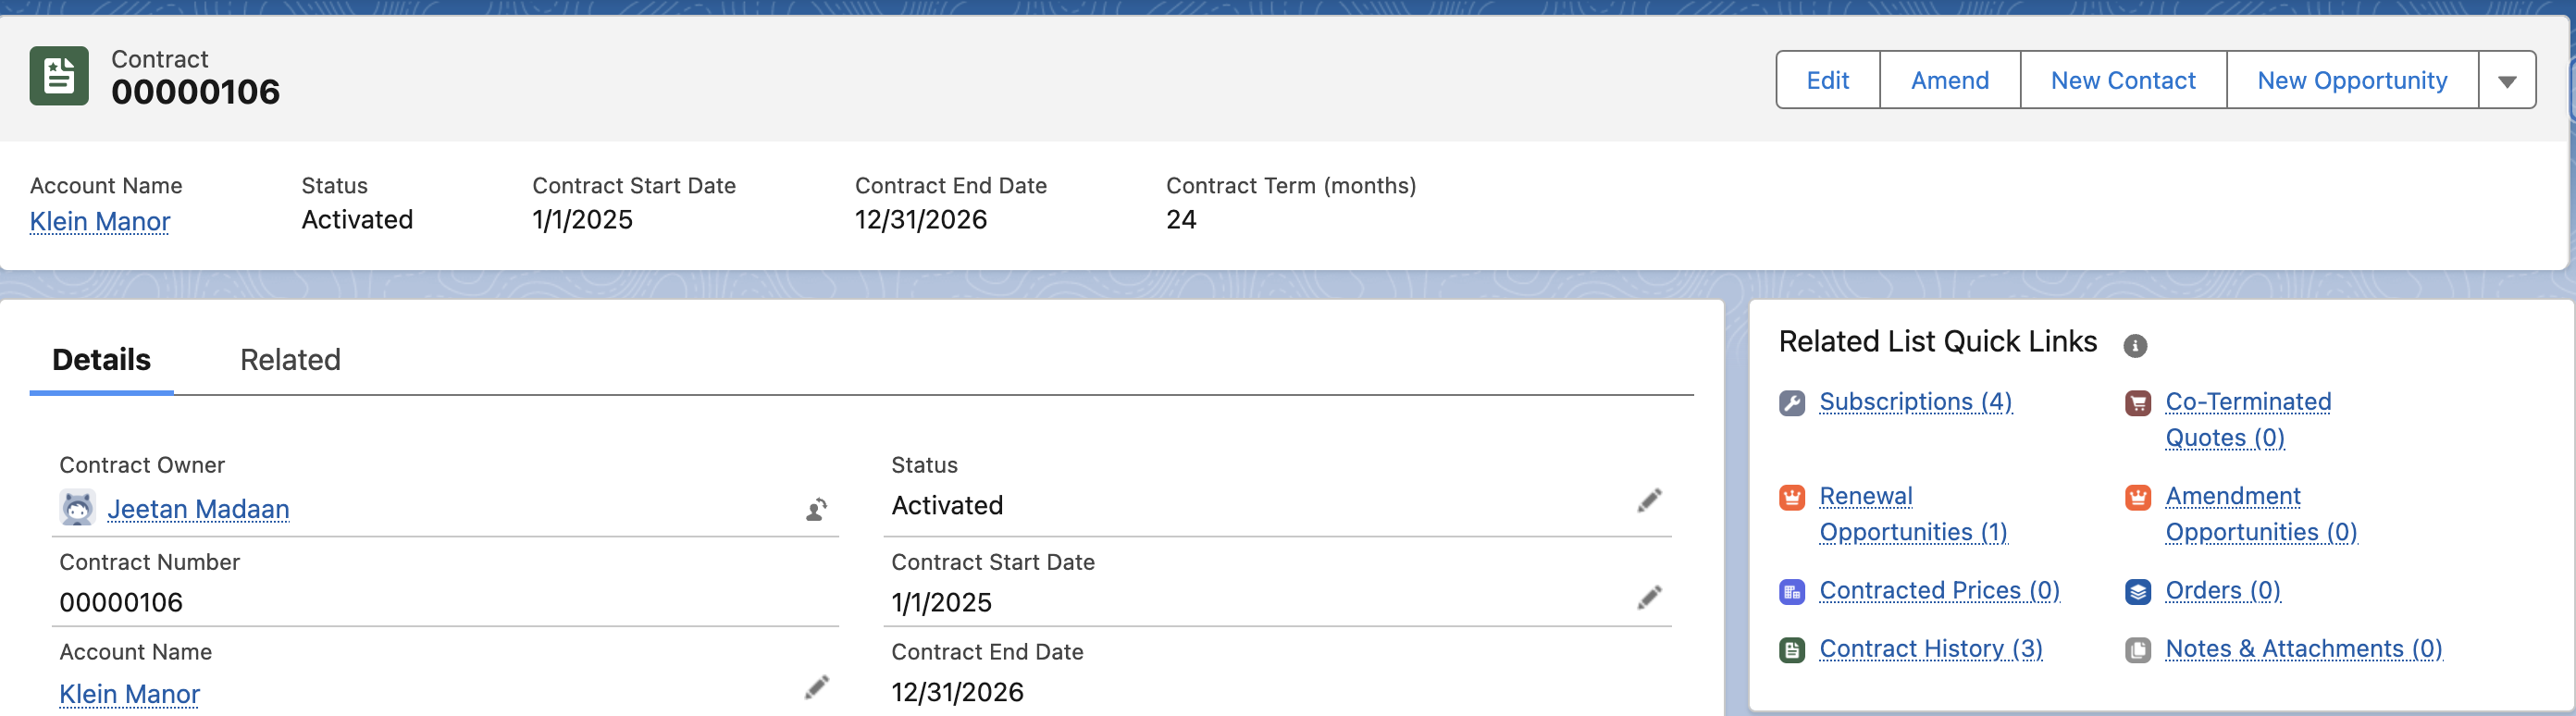 Contract
00000106
Edit
Amend
New Contact
New Opportunity
Account Name
Status
Contract Start Date
Contract End Date
Contract Term (months)
Klein Manor
Activated
1/1/2025
12/31/2026
24
Details
Related
Contract Owner
Jeetan Madaan
Status
Activated
Contract Number
00000106
Contract Start Date
1/1/2025
Account Name
Klein Manor
Contract End Date
12/31/2026
Related List Quick Links
Subscriptions (4)
Co-Terminated
Quotes (0)
Renewal
Opportunities (1)
Amendment
Opportunities (0)
Contracted Prices (0)
Orders (0)
Contract History (3)
Notes & Attachments (0)